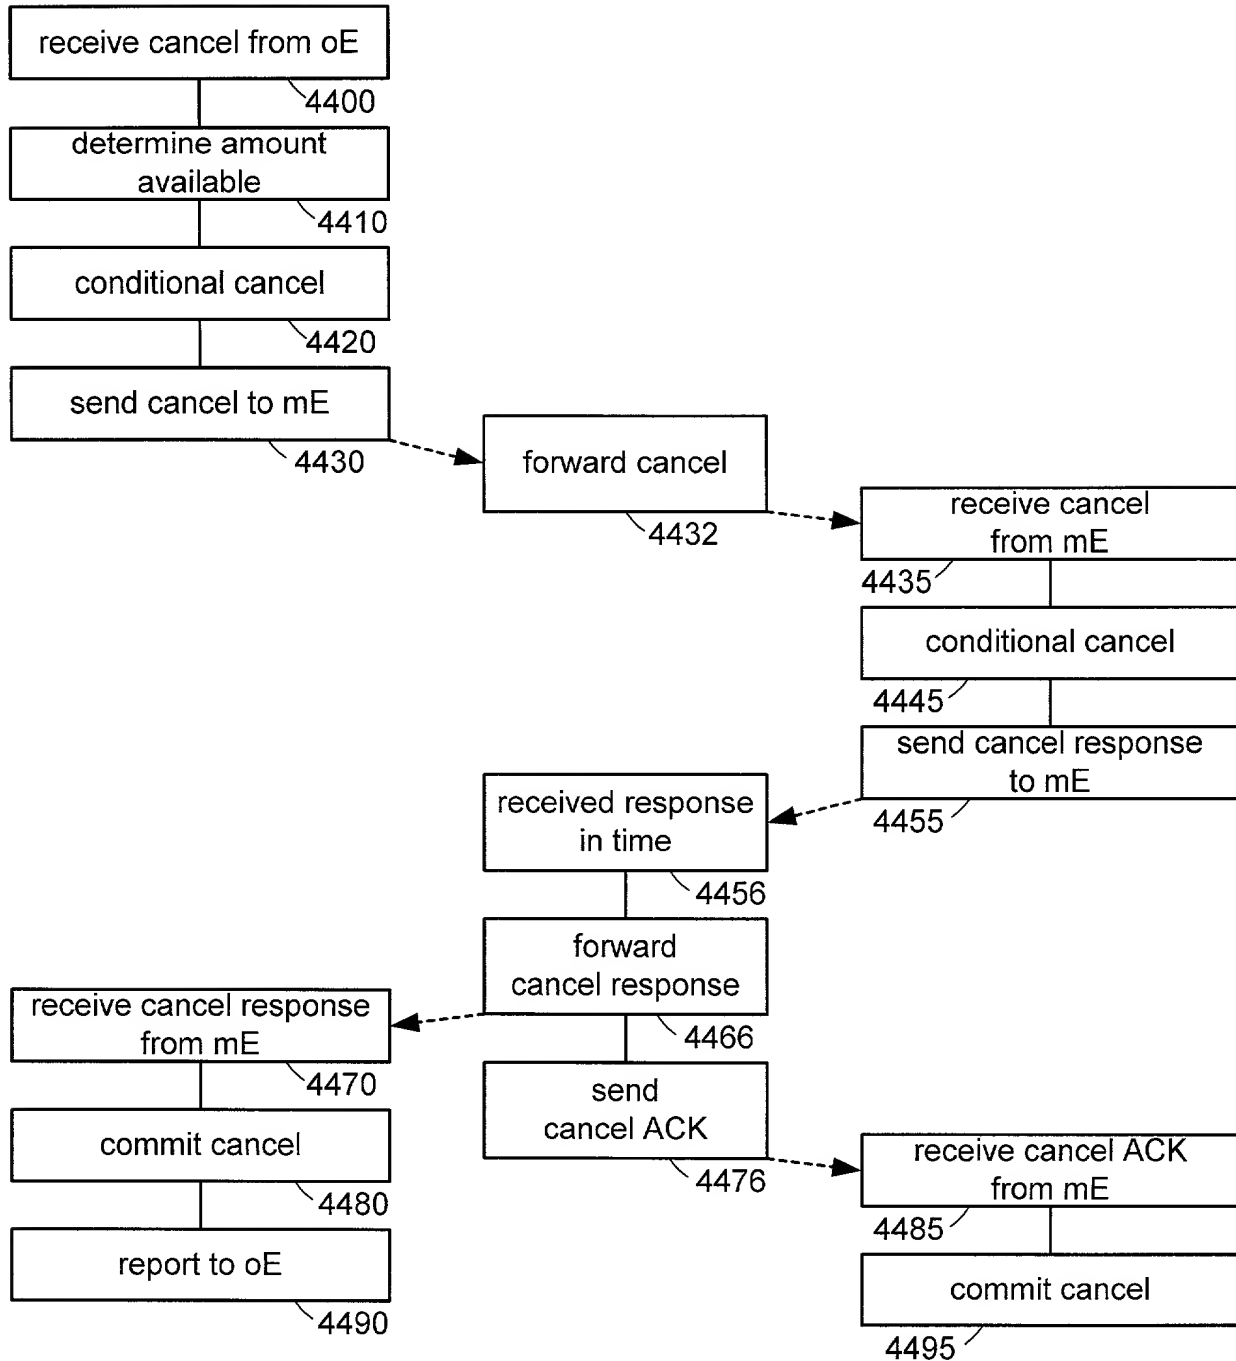 receive cancel from oE
4400
determine amount
available
4410
conditional cancel
4420
send cancel to mE
4430
forward cancel
4432
receive cancel
from mE
4435
conditional cancel
4445
send cancel response
to mE
4455
received response
in time
4456
forward
cancel response
4466
receive cancel response
from mE
4470
send
cancel ACK
4476
commit cancel
4480
receive cancel ACK
from mE
4485
report to oE
4490
commit cancel
4495